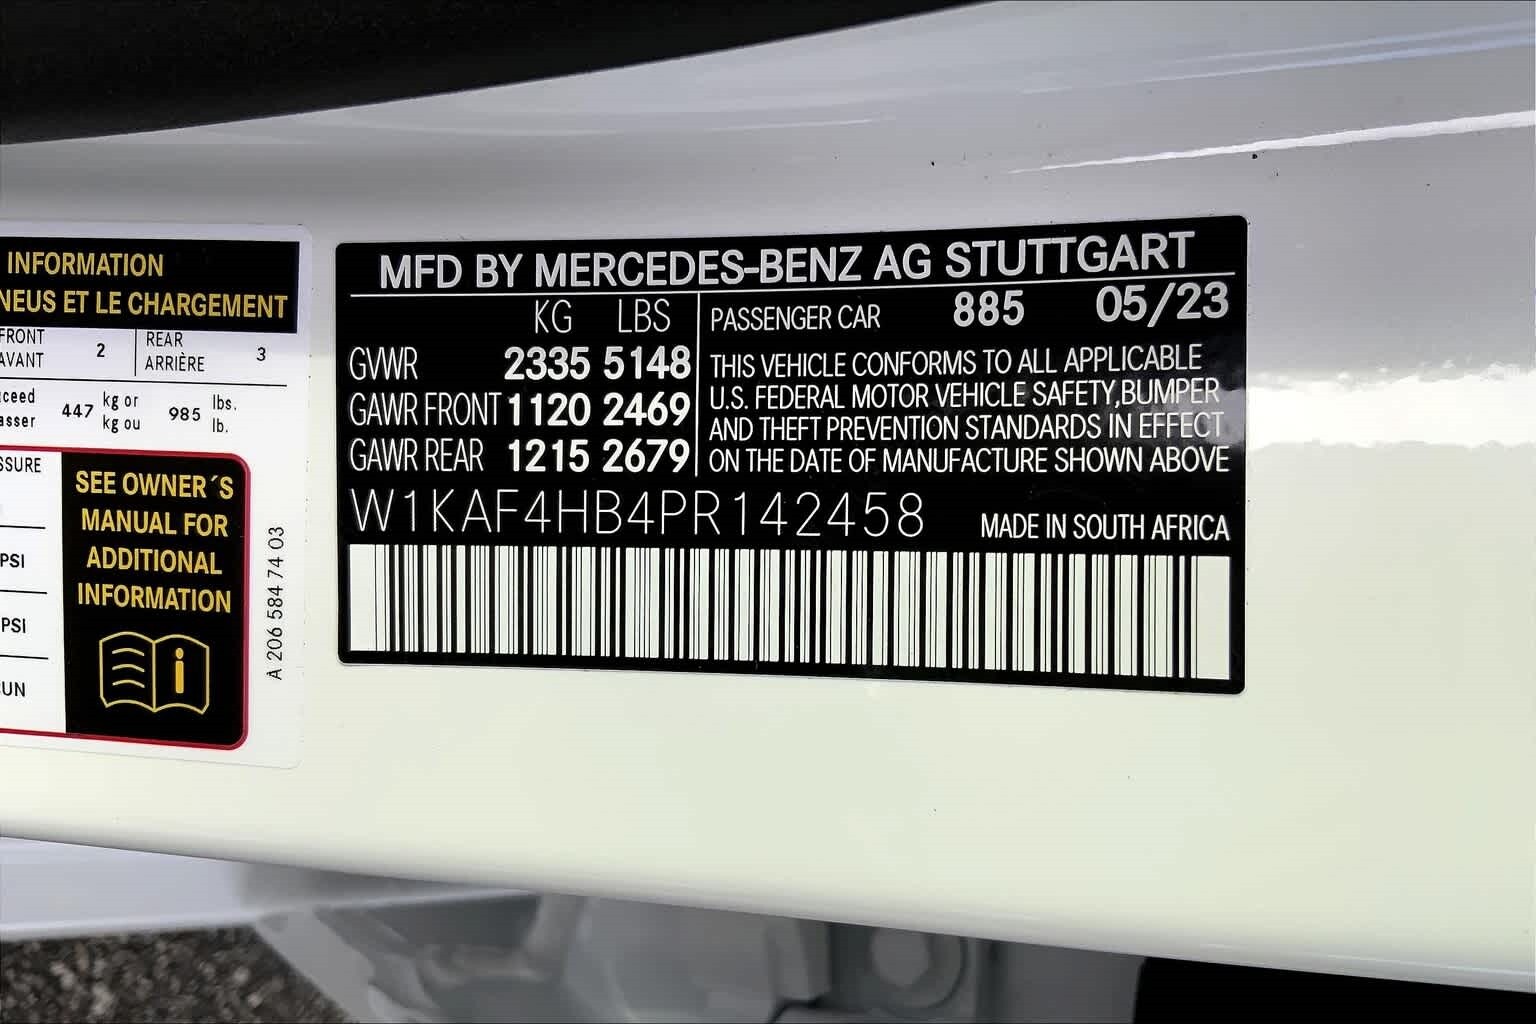 INFORMATION
NEUS ET LE CHARGEMENT
FRONT
AVANT
2
REAR
ARRIÈRE
3
447
kg or
kg ou
985
lbs.
lb.
PSI
PSI
SEE OWNER´S
MANUAL FOR
ADDITIONAL
INFORMATION
i
A 206 584 74 03
MFD BY MERCEDES-BENZ AG STUTTGART
KG LBS
GVWR 2335 5148
GAWR FRONT 1120 2469
GAWR REAR 1215 2679
PASSENGER CAR 885 05/23
THIS VEHICLE CONFORMS TO ALL APPLICABLE
U.S. FEDERAL MOTOR VEHICLE SAFETY,BUMPER
AND THEFT PREVENTION STANDARDS IN EFFECT
ON THE DATE OF MANUFACTURE SHOWN ABOVE
W1KAF4HB4PR142458
MADE IN SOUTH AFRICA